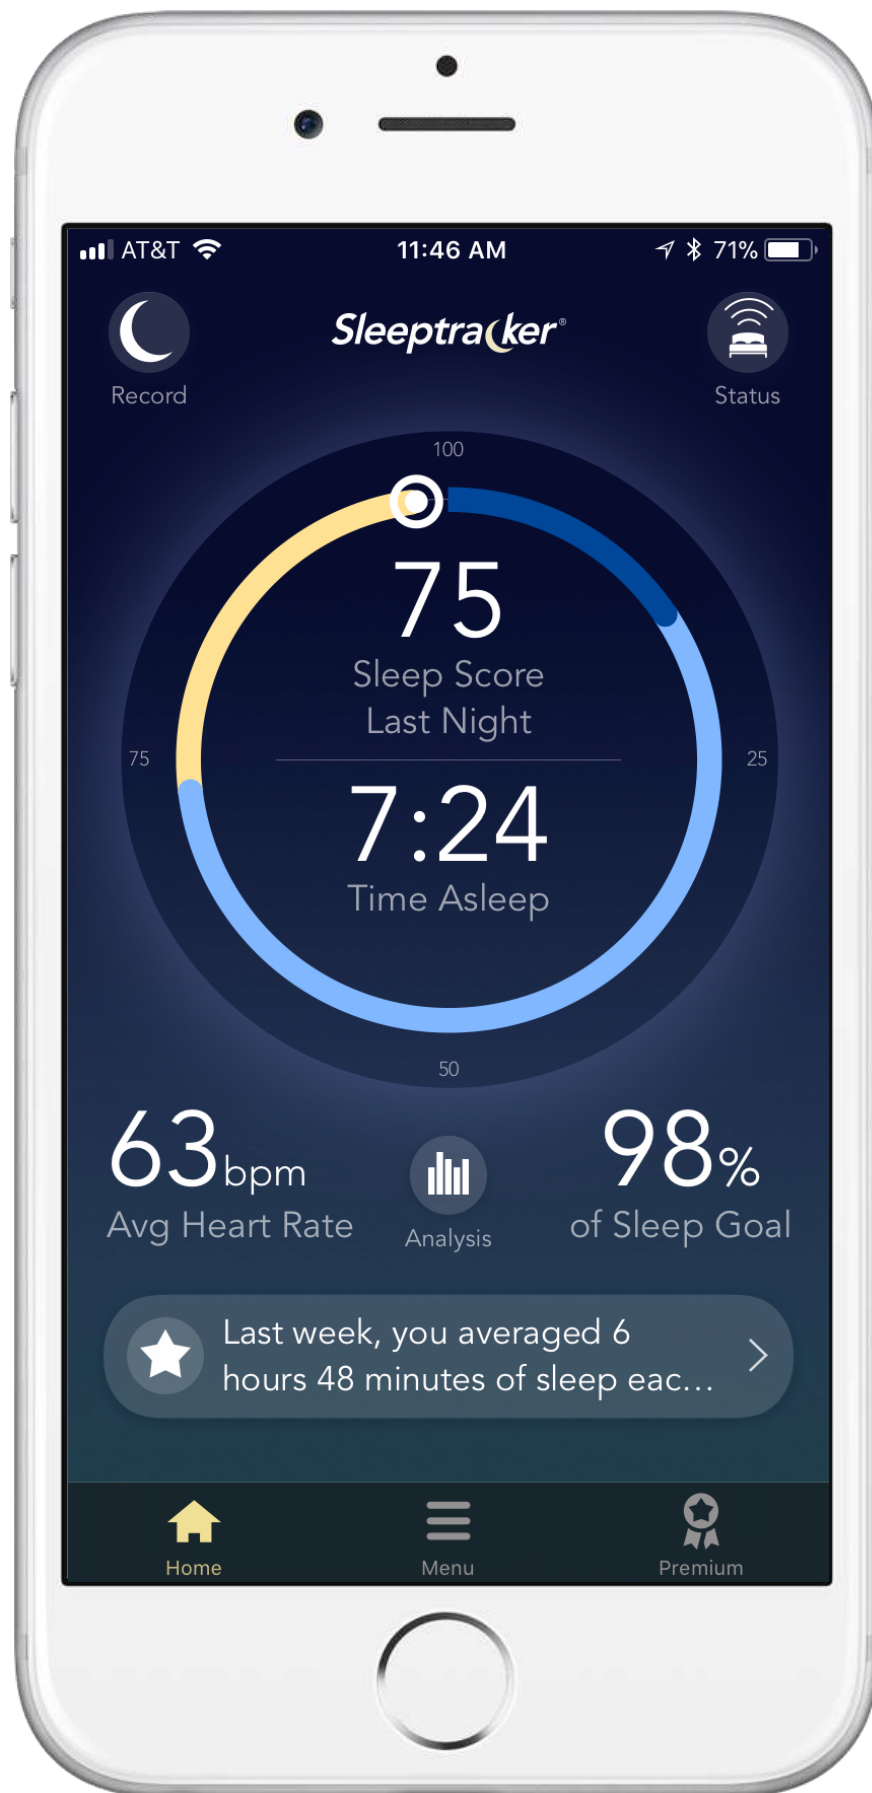 AT&T 11:46 AM 71%
Sleeptracker®
Record
Status
100
75
Sleep Score
Last Night
75
25
7:24
Time Asleep
50
63bpm
98%
Avg Heart Rate
Analysis
of Sleep Goal
Last week, you averaged 6
hours 48 minutes of sleep eac...
Home
Menu
Premium